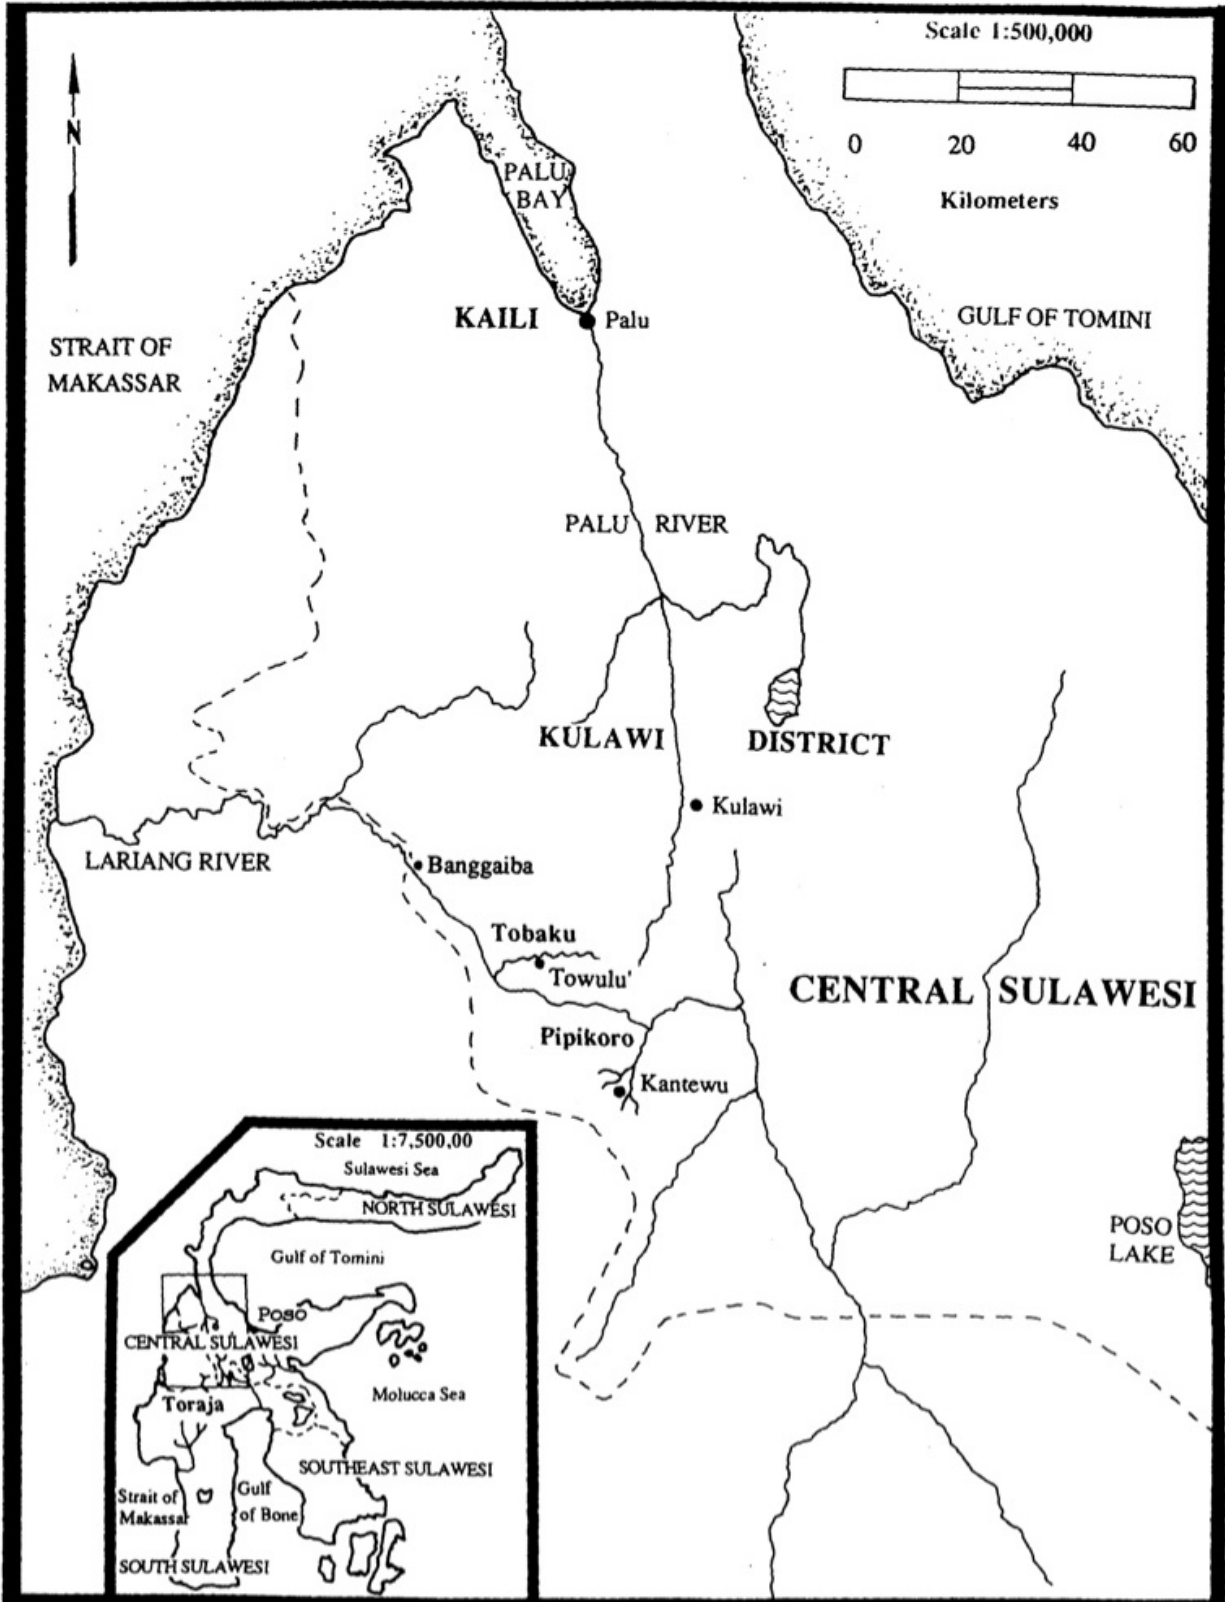 Scale 1:500,000
0 20 40 60
Kilometers
N
PALU
BAY
KAILI
Palu
GULF OF TOMINI
STRAIT OF
MAKASSAR
PALU RIVER
KULAWI DISTRICT
Kulawi
LARIANG RIVER
Banggaiba
Tobaku
Towulu'
CENTRAL SULAWESI
Pipikoro
Kantewu
POSO
LAKE
Scale 1:7,500,00
Sulawesi Sea
NORTH SULAWESI
Gulf of Tomini
POSO
CENTRAL SULAWESI
Molucca Sea
Toraja
SOUTHEAST SULAWESI
Strait of
Makassar
Gulf
of Bone
SOUTH SULAWESI